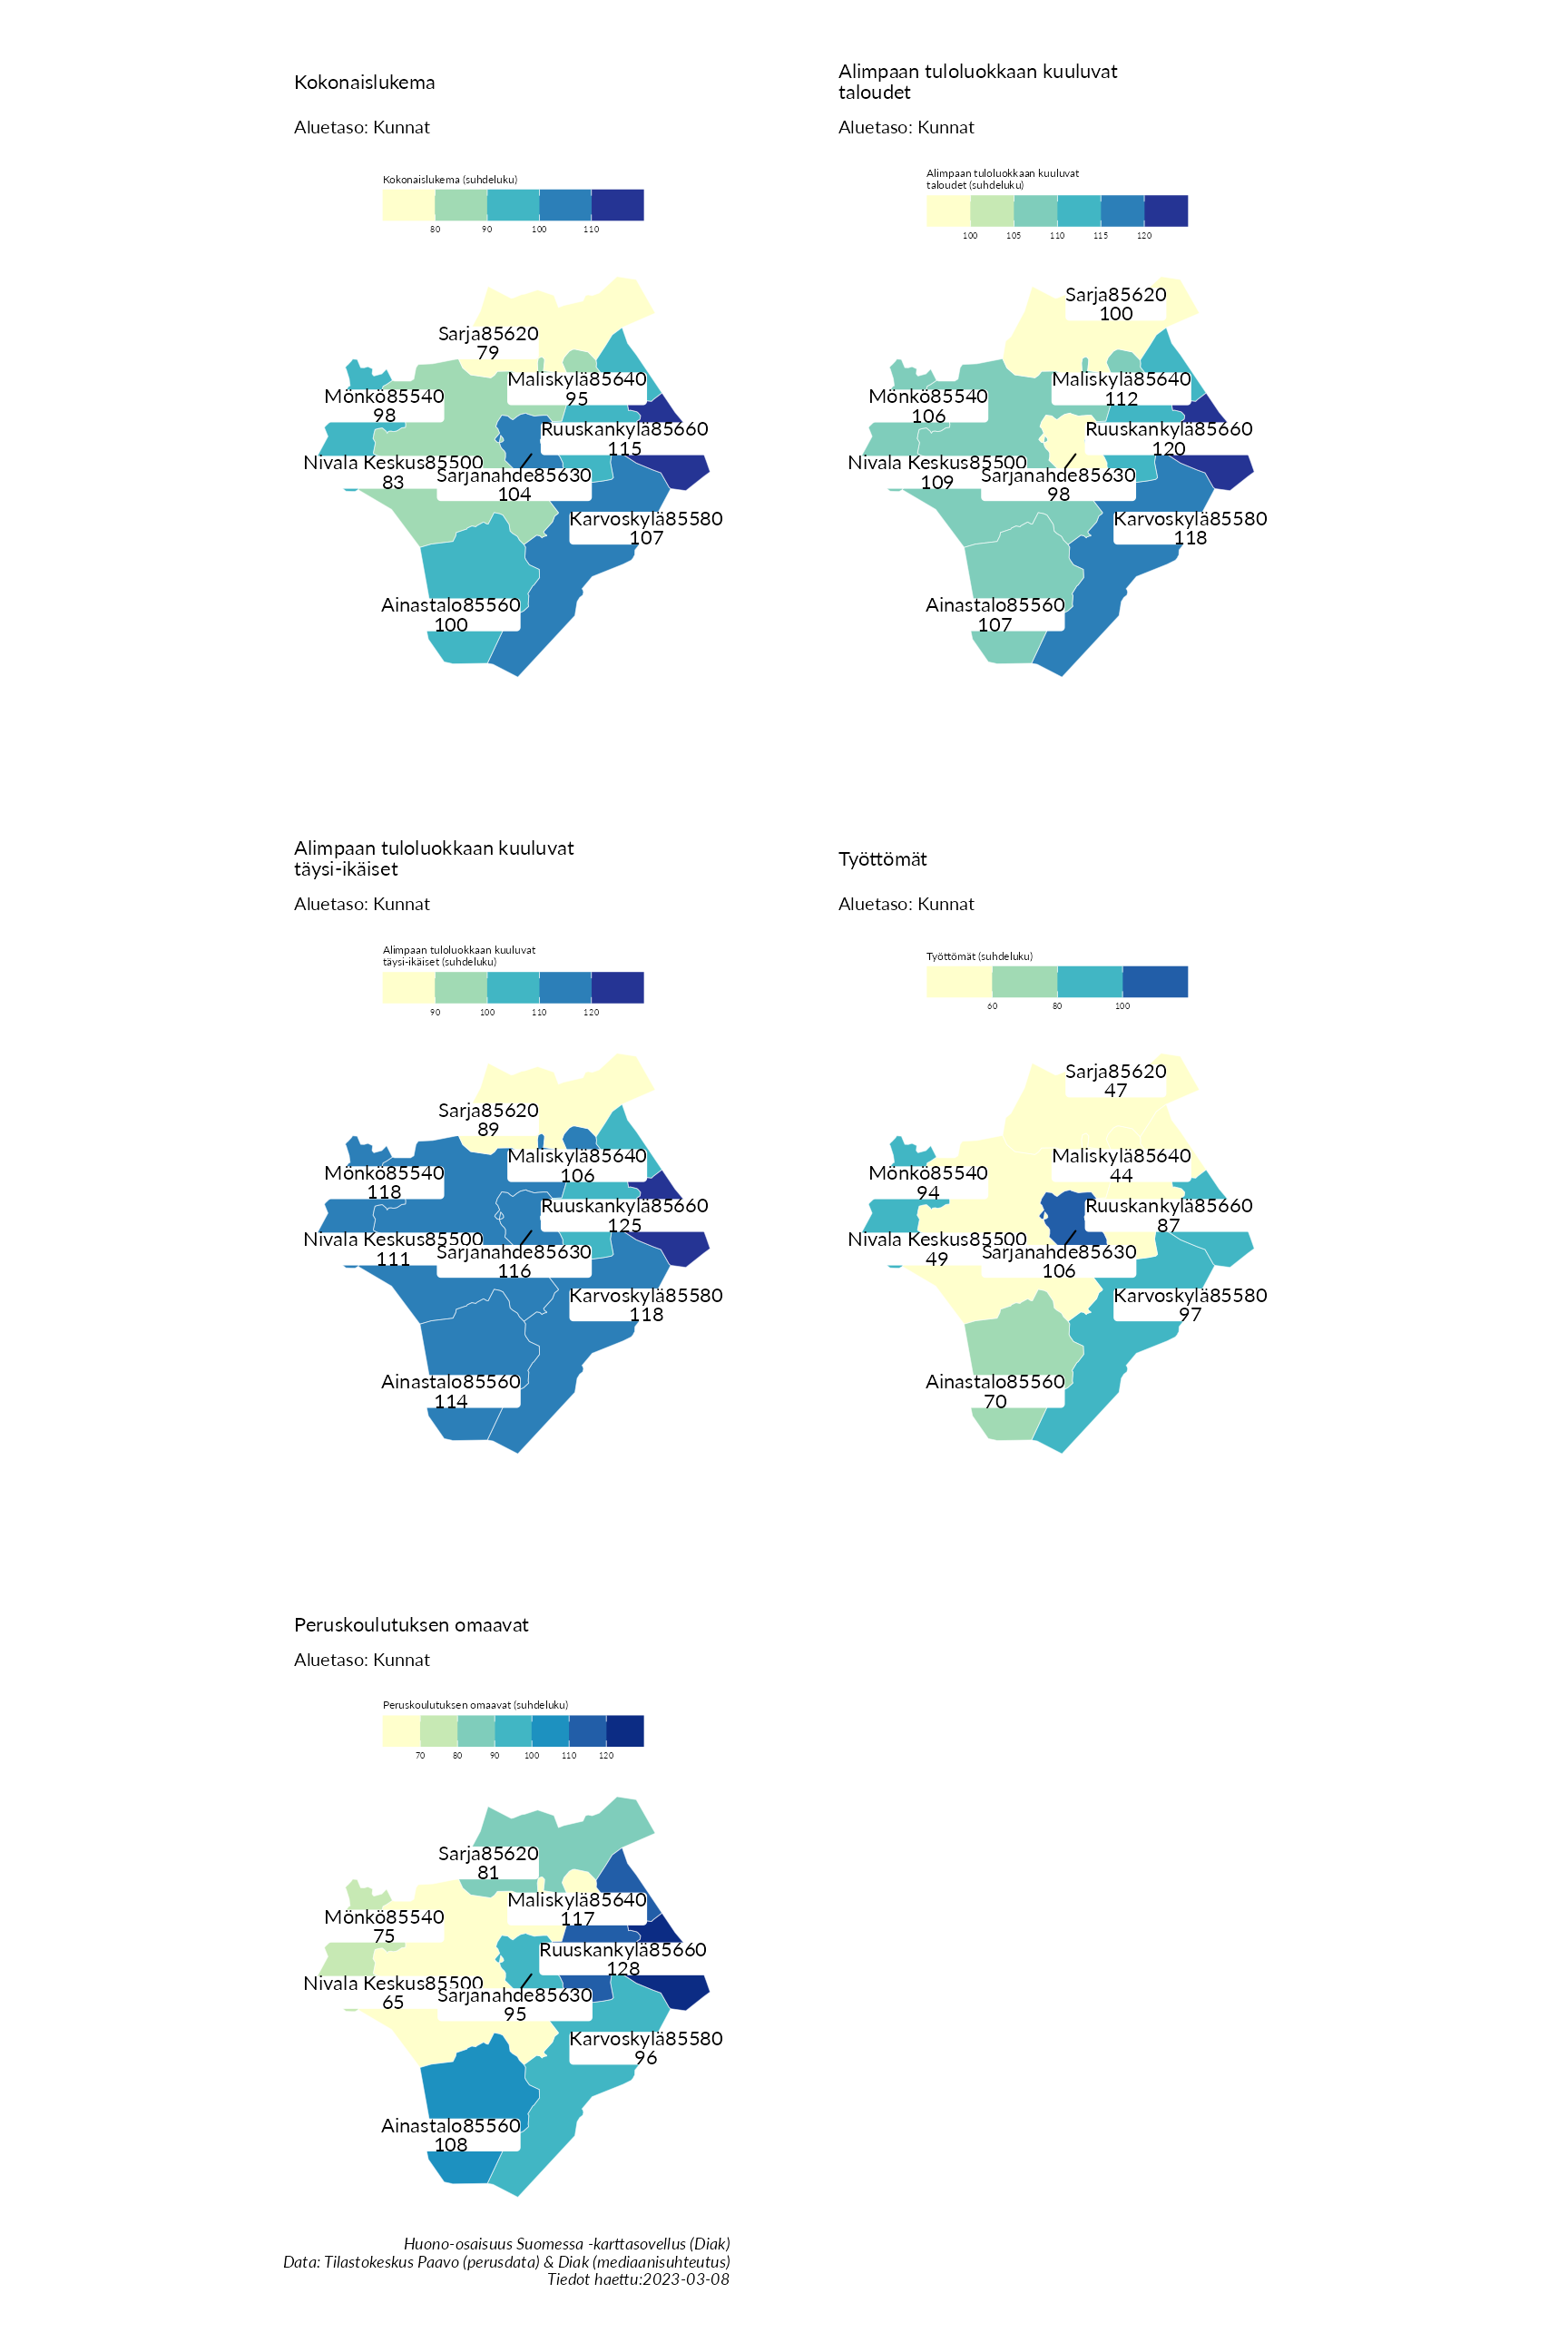 Kokonaislukema
Aluetaso: Kunnat
Kokonaislukema (suhdeluku)
80 90 100 110
Sarja85620
79
Maliskylä85640
95
Mönkö85540
98
Ruuskankylä85660
115
Nivala Keskus85500
83
Sarjanahde85630
104
Karvoskylä85580
107
Ainastalo85560
100
Alimpaan tuloluokkaan kuuluvat
taloudet
Aluetaso: Kunnat
Alimpaan tuloluokkaan kuuluvat
taloudet (suhdeluku)
100 105 110 115 120
Sarja85620
100
Maliskylä85640
112
Mönkö85540
106
Ruuskankylä85660
120
Nivala Keskus85500
109
Sarjanahde85630
98
Karvoskylä85580
118
Ainastalo85560
107
Alimpaan tuloluokkaan kuuluvat
täysi-ikäiset
Aluetaso: Kunnat
Alimpaan tuloluokkaan kuuluvat
täysi-ikäiset (suhdeluku)
90 100 110 120
Sarja85620
89
Maliskylä85640
106
Mönkö85540
118
Ruuskankylä85660
125
Nivala Keskus85500
111
Sarjanahde85630
116
Karvoskylä85580
118
Ainastalo85560
114
Työttömät
Aluetaso: Kunnat
Työttömät (suhdeluku)
60 80 100
Sarja85620
47
Maliskylä85640
44
Mönkö85540
94
Ruuskankylä85660
87
Nivala Keskus85500
49
Sarjanahde85630
106
Karvoskylä85580
97
Ainastalo85560
70
Peruskoulutuksen omaavat
Aluetaso: Kunnat
Peruskoulutuksen omaavat (suhdeluku)
70 80 90 100 110 120
Sarja85620
81
Maliskylä85640
117
Mönkö85540
75
Ruuskankylä85660
128
Nivala Keskus85500
65
Sarjanahde85630
95
Karvoskylä85580
96
Ainastalo85560
108
Huono-osaisuus Suomessa -karttasovellus (Diak)
Data: Tilastokeskus Paavo (perusdata) & Diak (mediaanisuhteutus)
Tiedot haettu:2023-03-08